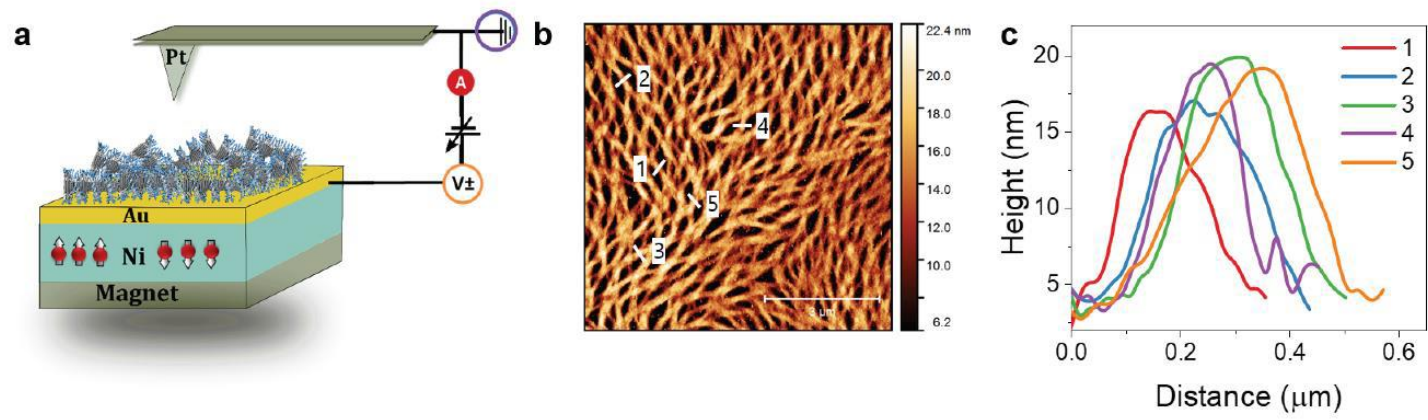 a
Pt
A
V±
Au
Ni
Magnet
b
2
4
1
5
3
3 μm
22.4 nm
20.0
18.0
16.0
14.0
12.0
10.0
6.2
c
Height (nm)
20
15
10
5
0.0 0.2 0.4 0.6
Distance (μm)
1
2
3
4
5